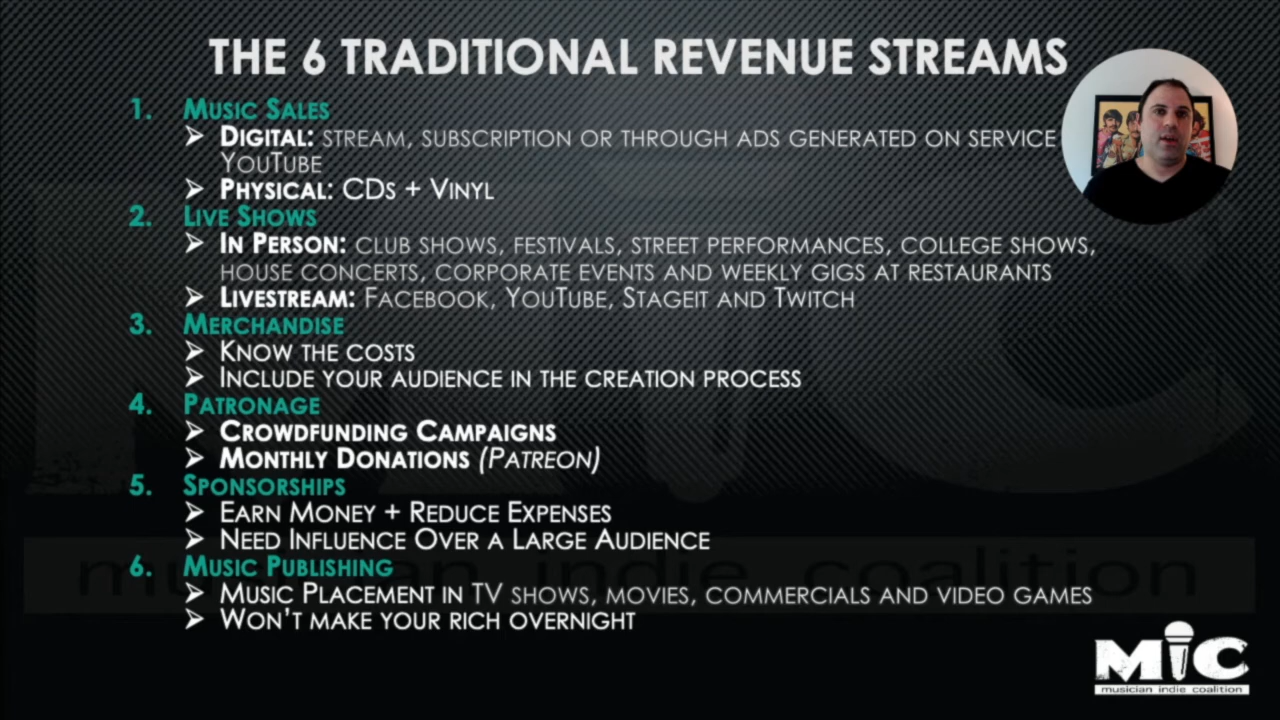 THE 6 TRADITIONAL REVENUE STREAMS
1. MUSIC SALES
➢ DIGITAL: STREAM, SUBSCRIPTION OR THROUGH ADS GENERATED ON SERVICE
YOUTUBE
➢ PHYSICAL: CDS + VINYL
2. LIVE SHOWS
➢ IN PERSON: CLUB SHOWS, FESTIVALS, STREET PERFORMANCES, COLLEGE SHOWS,
HOUSE CONCERTS, CORPORATE EVENTS AND WEEKLY GIGS AT RESTAURANTS
➢ LIVESTREAM: FACEBOOK, YOUTUBE, STAGEIT AND TWITCH
3. MERCHANDISE
➢ KNOW THE COSTS
➢ INCLUDE YOUR AUDIENCE IN THE CREATION PROCESS
4. PATRONAGE
➢ CROWDFUNDING CAMPAIGNS
➢ MONTHLY DONATIONS (PATREON)
5. SPONSORSHIPS
➢ EARN MONEY + REDUCE EXPENSES
➢ NEED INFLUENCE OVER A LARGE AUDIENCE
6. MUSIC PUBLISHING
➢ MUSIC PLACEMENT IN TV SHOWS, MOVIES, COMMERCIALS AND VIDEO GAMES
➢ WON'T MAKE YOUR RICH OVERNIGHT
musician indie coalition
MIC
musician indie coalition